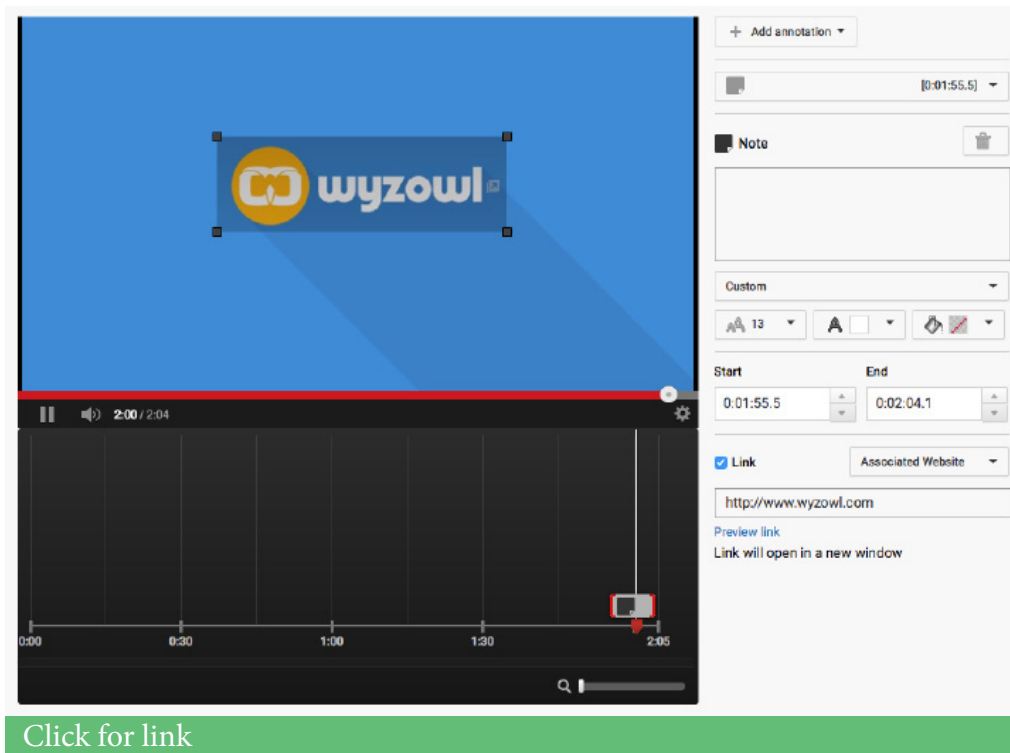 + Add annotation
[0:01:55.5]
Note
wyzowl
Custom
AA 13
A
Start
End
0:01:55.5
0:02:04.1
2:00 / 2:04
Link
Associated Website
http://www.wyzowl.com
Preview link
Link will open in a new window
0:00
0:30
1:00
1:30
2:05
Click for link